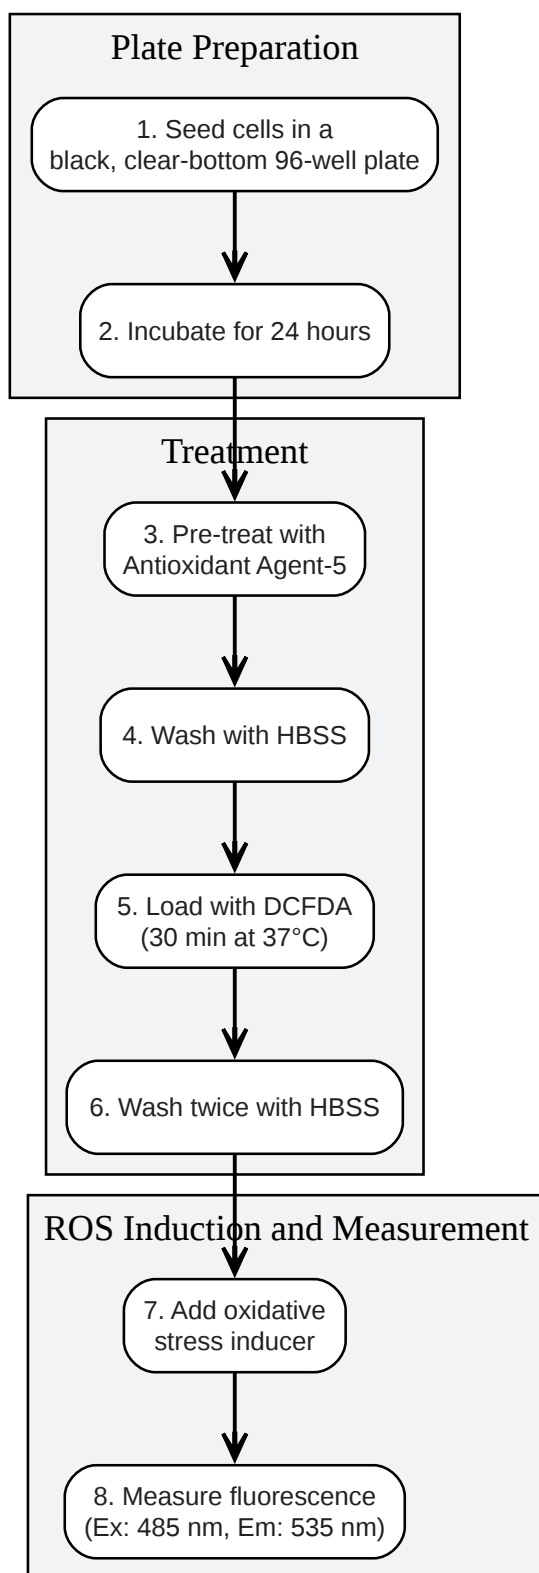 Plate Preparation
1. Seed cells in a
black, clear-bottom 96-well plate
2. Incubate for 24 hours
Treatment
3. Pre-treat with
Antioxidant Agent-5
4. Wash with HBSS
5. Load with DCFDA
(30 min at 37°C)
6. Wash twice with HBSS
ROS Induction and Measurement
7. Add oxidative
stress inducer
8. Measure fluorescence
(Ex: 485 nm, Em: 535 nm)